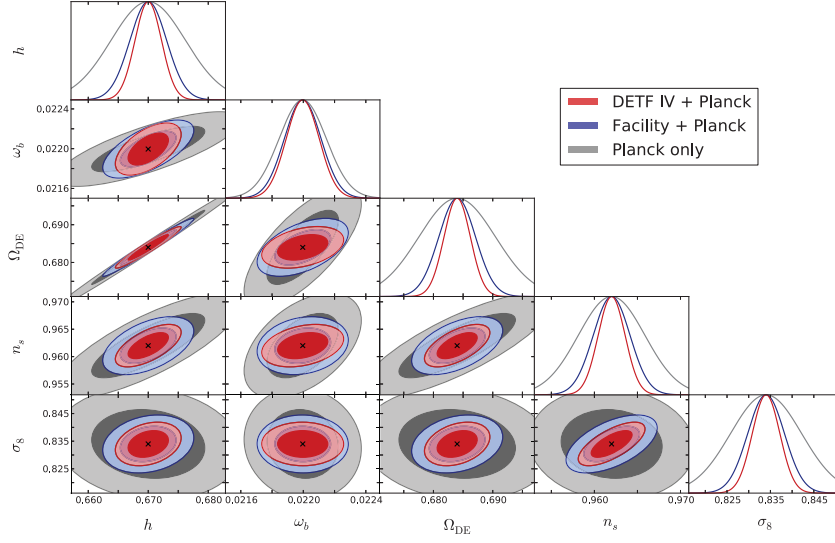 h
DETF IV + Planck
Facility + Planck
Planck only
0,0224
0,0220
0,0216
ω_b
0,690
0,680
Ω_DE
0,970
0,965
0,960
0,955
n_s
0,845
0,835
0,825
σ_8
0,660 0,670 0,680 0,0216 0,0220 0,0224 0,680 0,690 0,960 0,970 0,825 0,835 0,845
h ω_b Ω_DE n_s σ_8